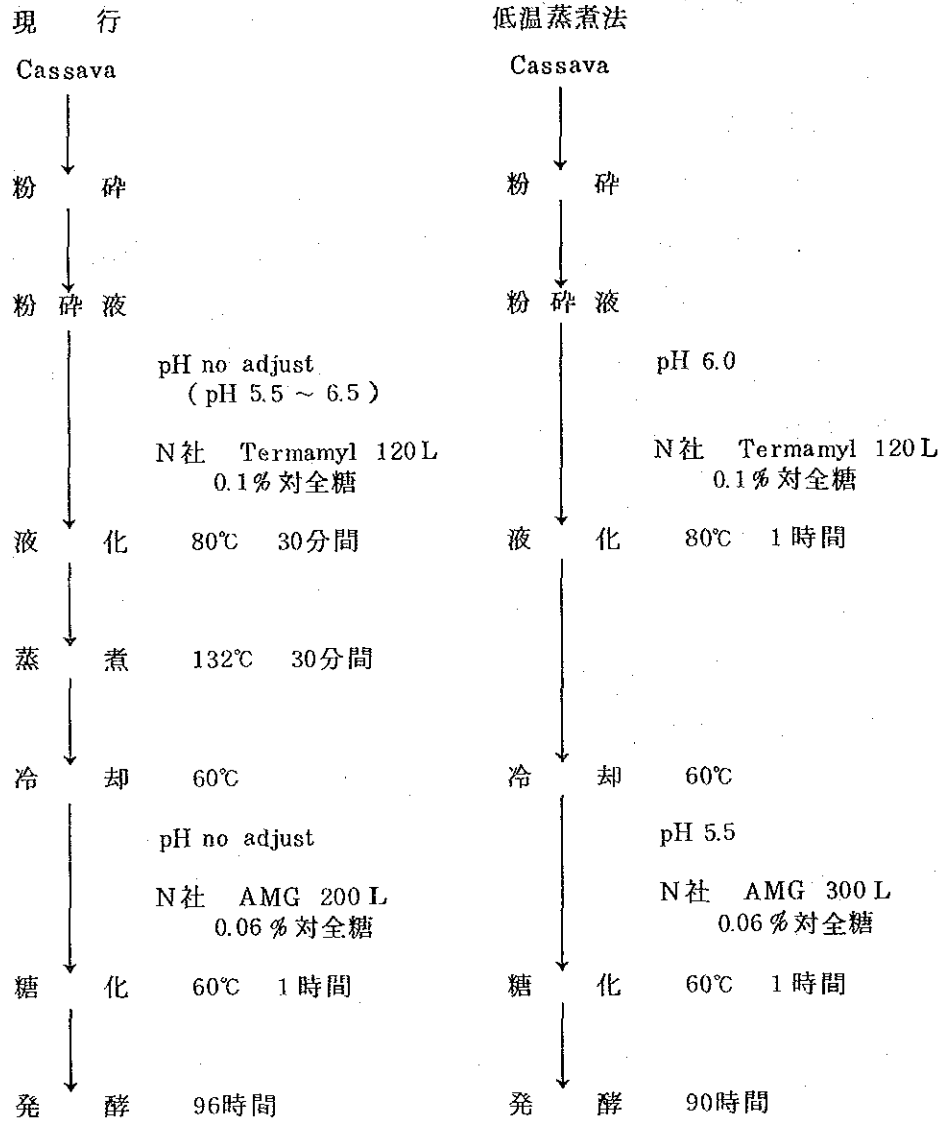 現 行
Cassava
粉 砕
粉 砕 液
pH no adjust
( pH 5.5 ~ 6.5 )
N社 Termamyl 120L
0.1%対全糖
液 化 80℃ 30分間
蒸 煮 132℃ 30分間
冷 却 60℃
pH no adjust
N社 AMG 200L
0.06%対全糖
糖 化 60℃ 1時間
発 酵 96時間
低温蒸煮法
Cassava
粉 砕
粉 砕 液
pH 6.0
N社 Termamyl 120L
0.1%対全糖
液 化 80℃ 1時間
冷 却 60℃
pH 5.5
N社 AMG 300L
0.06%対全糖
糖 化 60℃ 1時間
発 酵 90時間